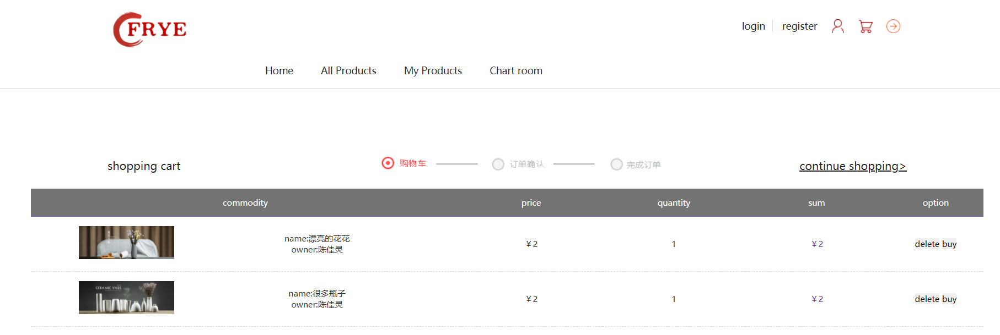 FRYE
login
register
Home
All Products
My Products
Chart room
shopping cart
购物车
订单确认
完成订单
continue shopping>
commodity
price
quantity
sum
option
name:漂亮的花花
owner:陈佳灵
¥2
1
¥2
delete buy
CERAMIC VASE
name:很多瓶子
owner:陈佳灵
¥2
1
¥2
delete buy